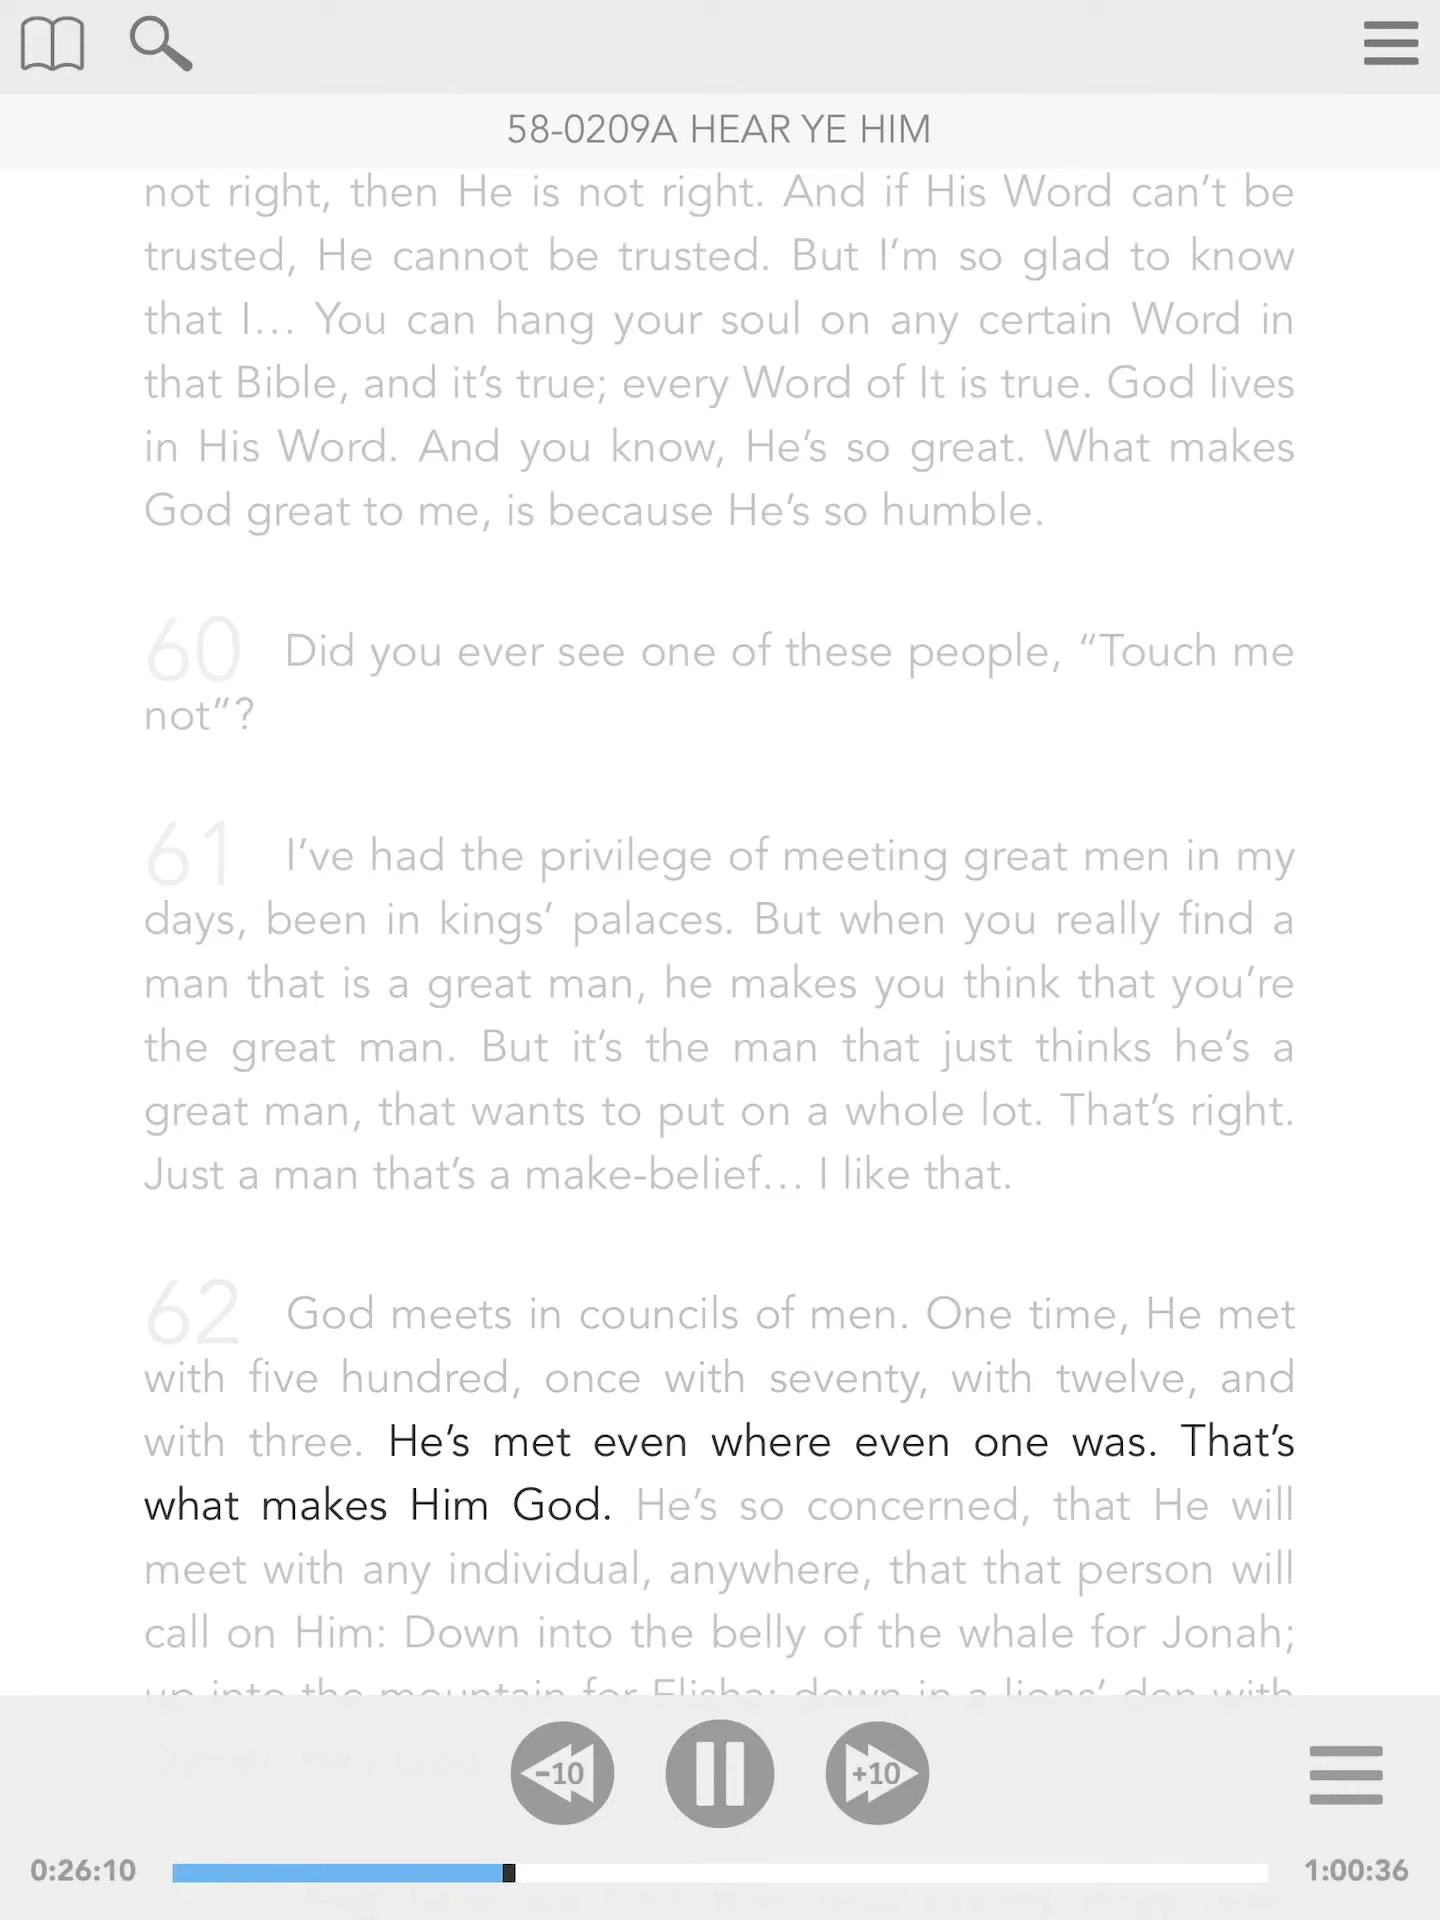 58-0209A HEAR YE HIM
not right, then He is not right. And if His Word can’t be
trusted, He cannot be trusted. But I’m so glad to know
that I… You can hang your soul on any certain Word in
that Bible, and it’s true; every Word of It is true. God lives
in His Word. And you know, He’s so great. What makes
God great to me, is because He’s so humble.
60 Did you ever see one of these people, “Touch me
not”?
61 I’ve had the privilege of meeting great men in my
days, been in kings’ palaces. But when you really find a
man that is a great man, he makes you think that you’re
the great man. But it’s the man that just thinks he’s a
great man, that wants to put on a whole lot. That’s right.
Just a man that’s a make-belief… I like that.
62 God meets in councils of men. One time, He met
with five hundred, once with seventy, with twelve, and
with three. He’s met even where even one was. That’s
what makes Him God. He’s so concerned, that He will
meet with any individual, anywhere, that that person will
call on Him: Down into the belly of the whale for Jonah;
up into the mountain for Elisha; down in a lions’ den with
-10 +10
0:26:10 1:00:36